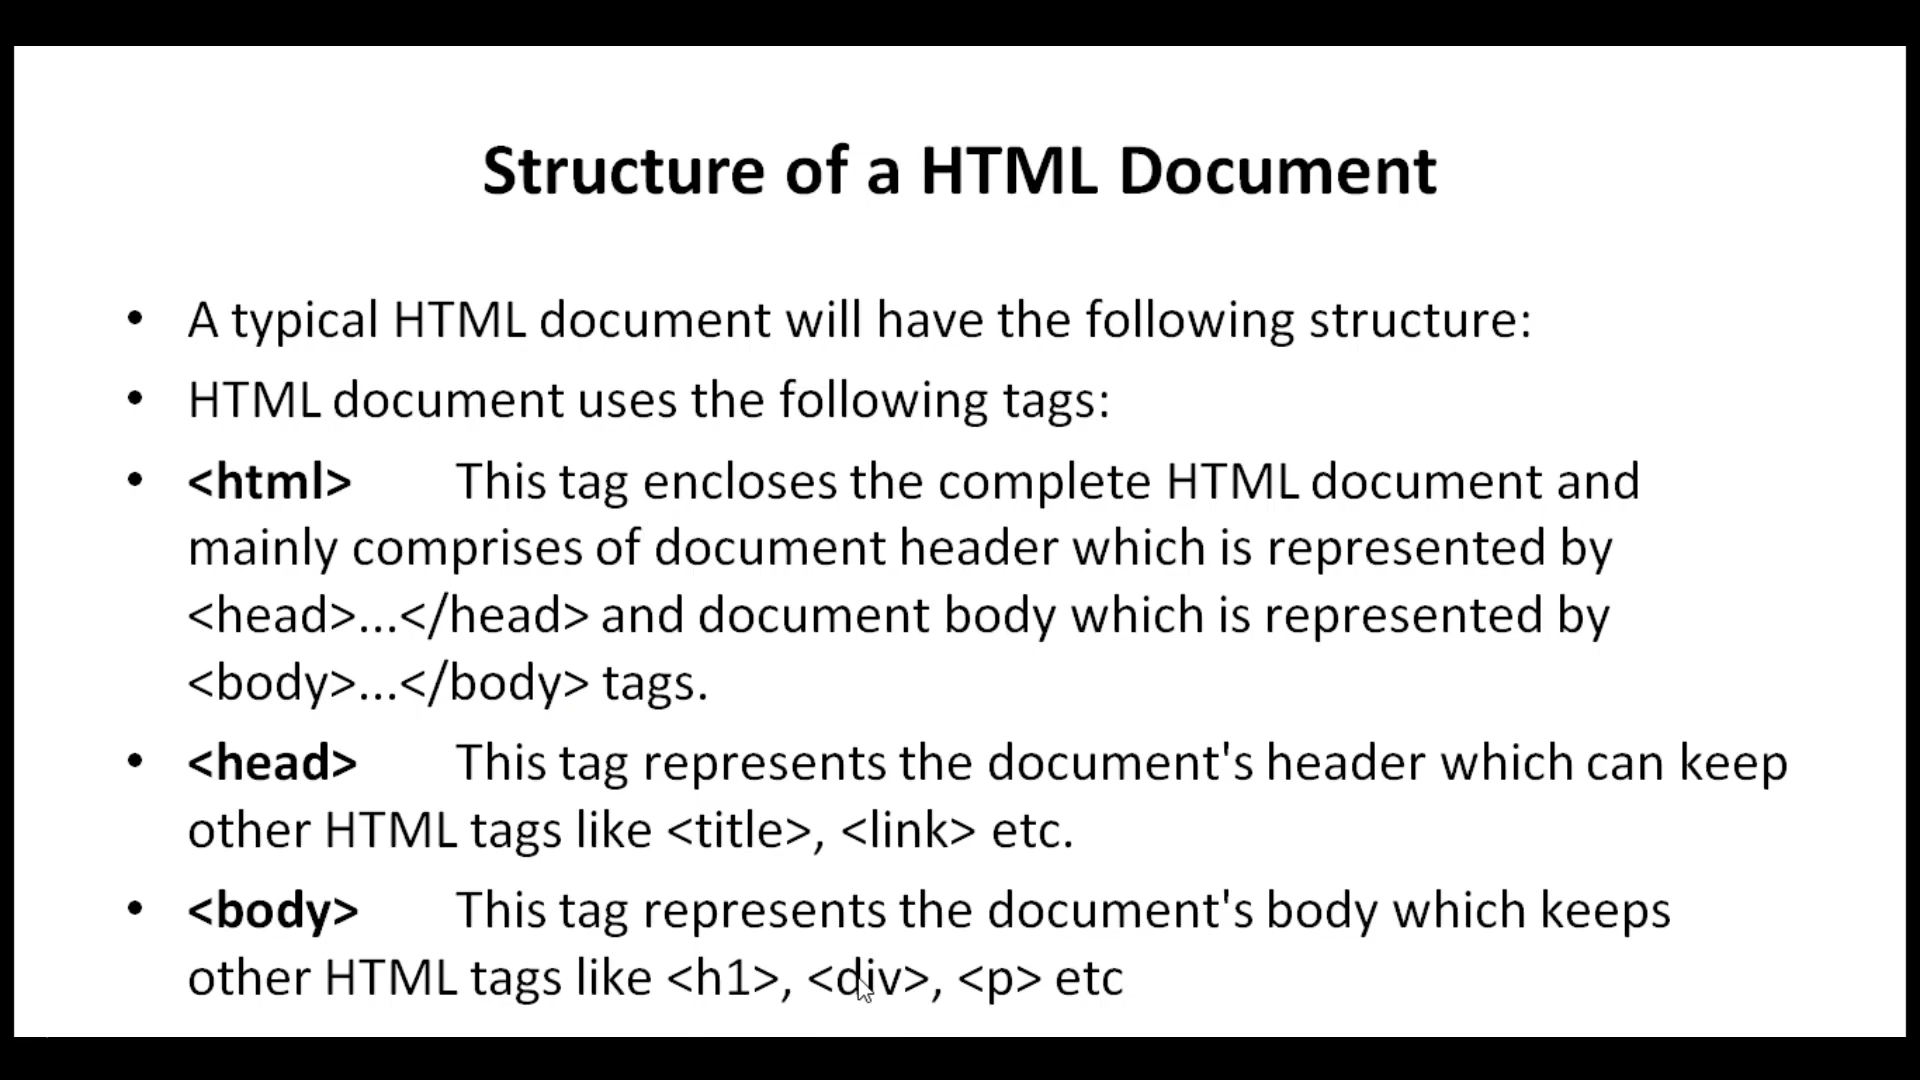 Structure of a HTML Document
• A typical HTML document will have the following structure:
• HTML document uses the following tags:
• <html> This tag encloses the complete HTML document and
mainly comprises of document header which is represented by
<head>...</head> and document body which is represented by
<body>...</body> tags.
• <head> This tag represents the document's header which can keep
other HTML tags like <title>, <link> etc.
• <body> This tag represents the document's body which keeps
other HTML tags like <h1>, <div>, <p> etc